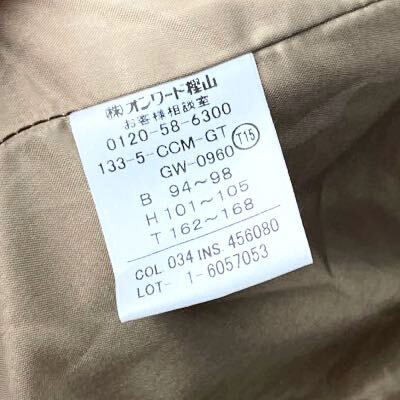 (株)オンワード樫山
お客様相談室
0120-58-6300
133-5-CCM-GT T15
GW-0960
B 94~98
H 101~105
T 162~168
COL 034 INS 456080
LOT- 1-6057053